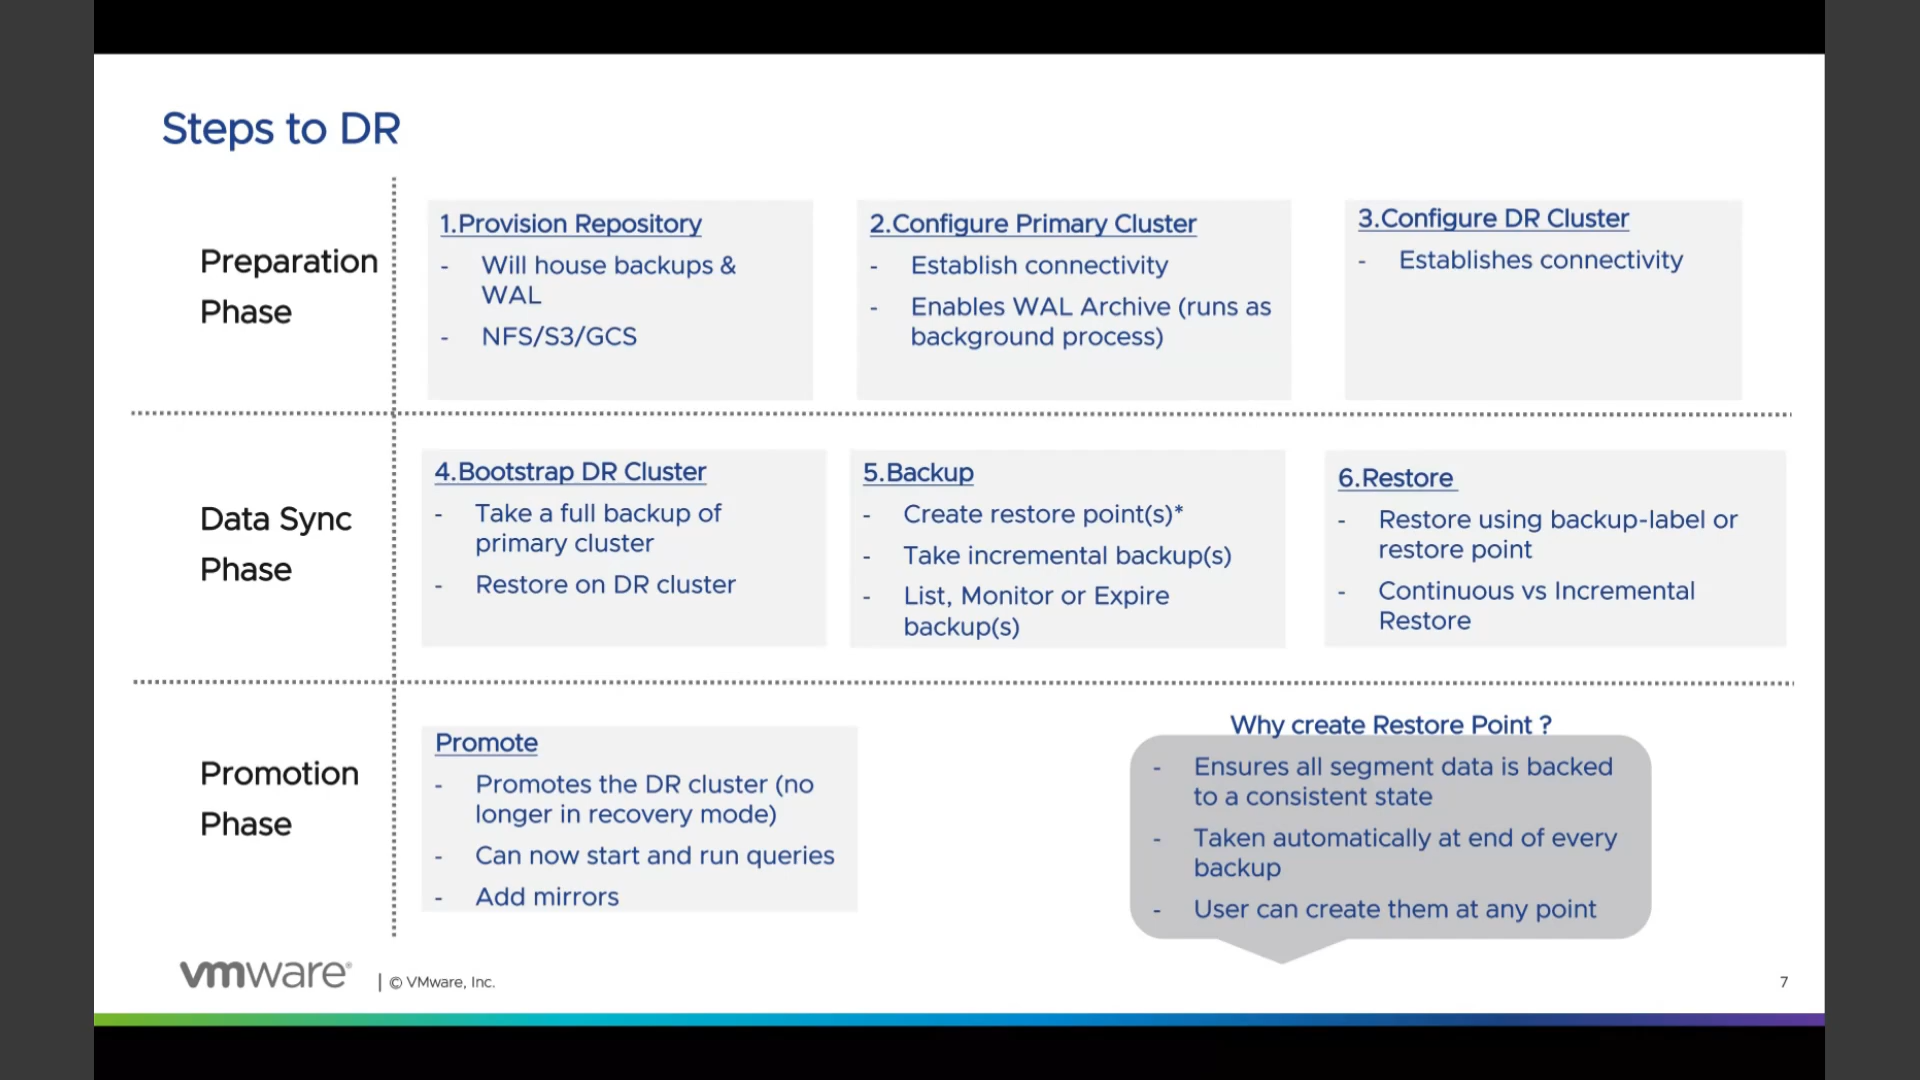 Steps to DR
Preparation
Phase
1.Provision Repository
- Will house backups &
WAL
- NFS/S3/GCS
2.Configure Primary Cluster
- Establish connectivity
- Enables WAL Archive (runs as
background process)
3.Configure DR Cluster
- Establishes connectivity
Data Sync
Phase
4.Bootstrap DR Cluster
- Take a full backup of
primary cluster
- Restore on DR cluster
5.Backup
- Create restore point(s)*
- Take incremental backup(s)
- List, Monitor or Expire
backup(s)
6.Restore
- Restore using backup-label or
restore point
- Continuous vs Incremental
Restore
Promotion
Phase
Promote
- Promotes the DR cluster (no
longer in recovery mode)
- Can now start and run queries
- Add mirrors
Why create Restore Point ?
- Ensures all segment data is backed
to a consistent state
- Taken automatically at end of every
backup
- User can create them at any point
vmware®
| © VMware, Inc.
7